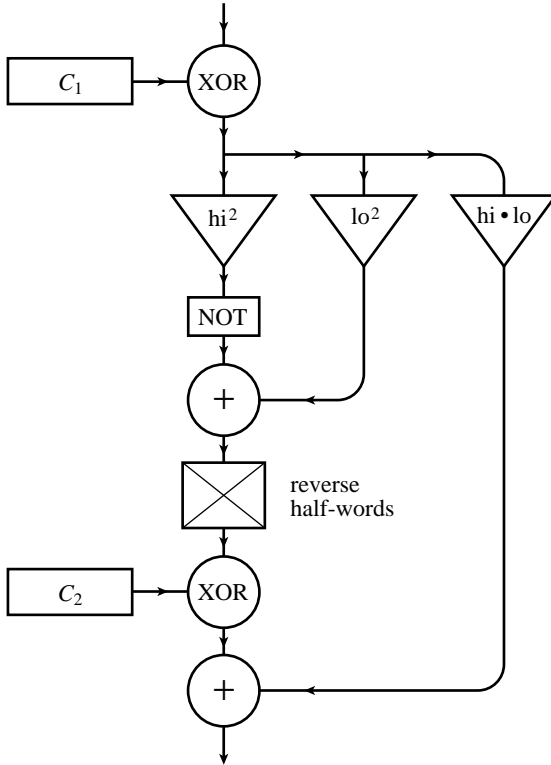 XOR
C₁
hi²
lo²
hi • lo
NOT
+
reverse
half-words
XOR
C₂
+